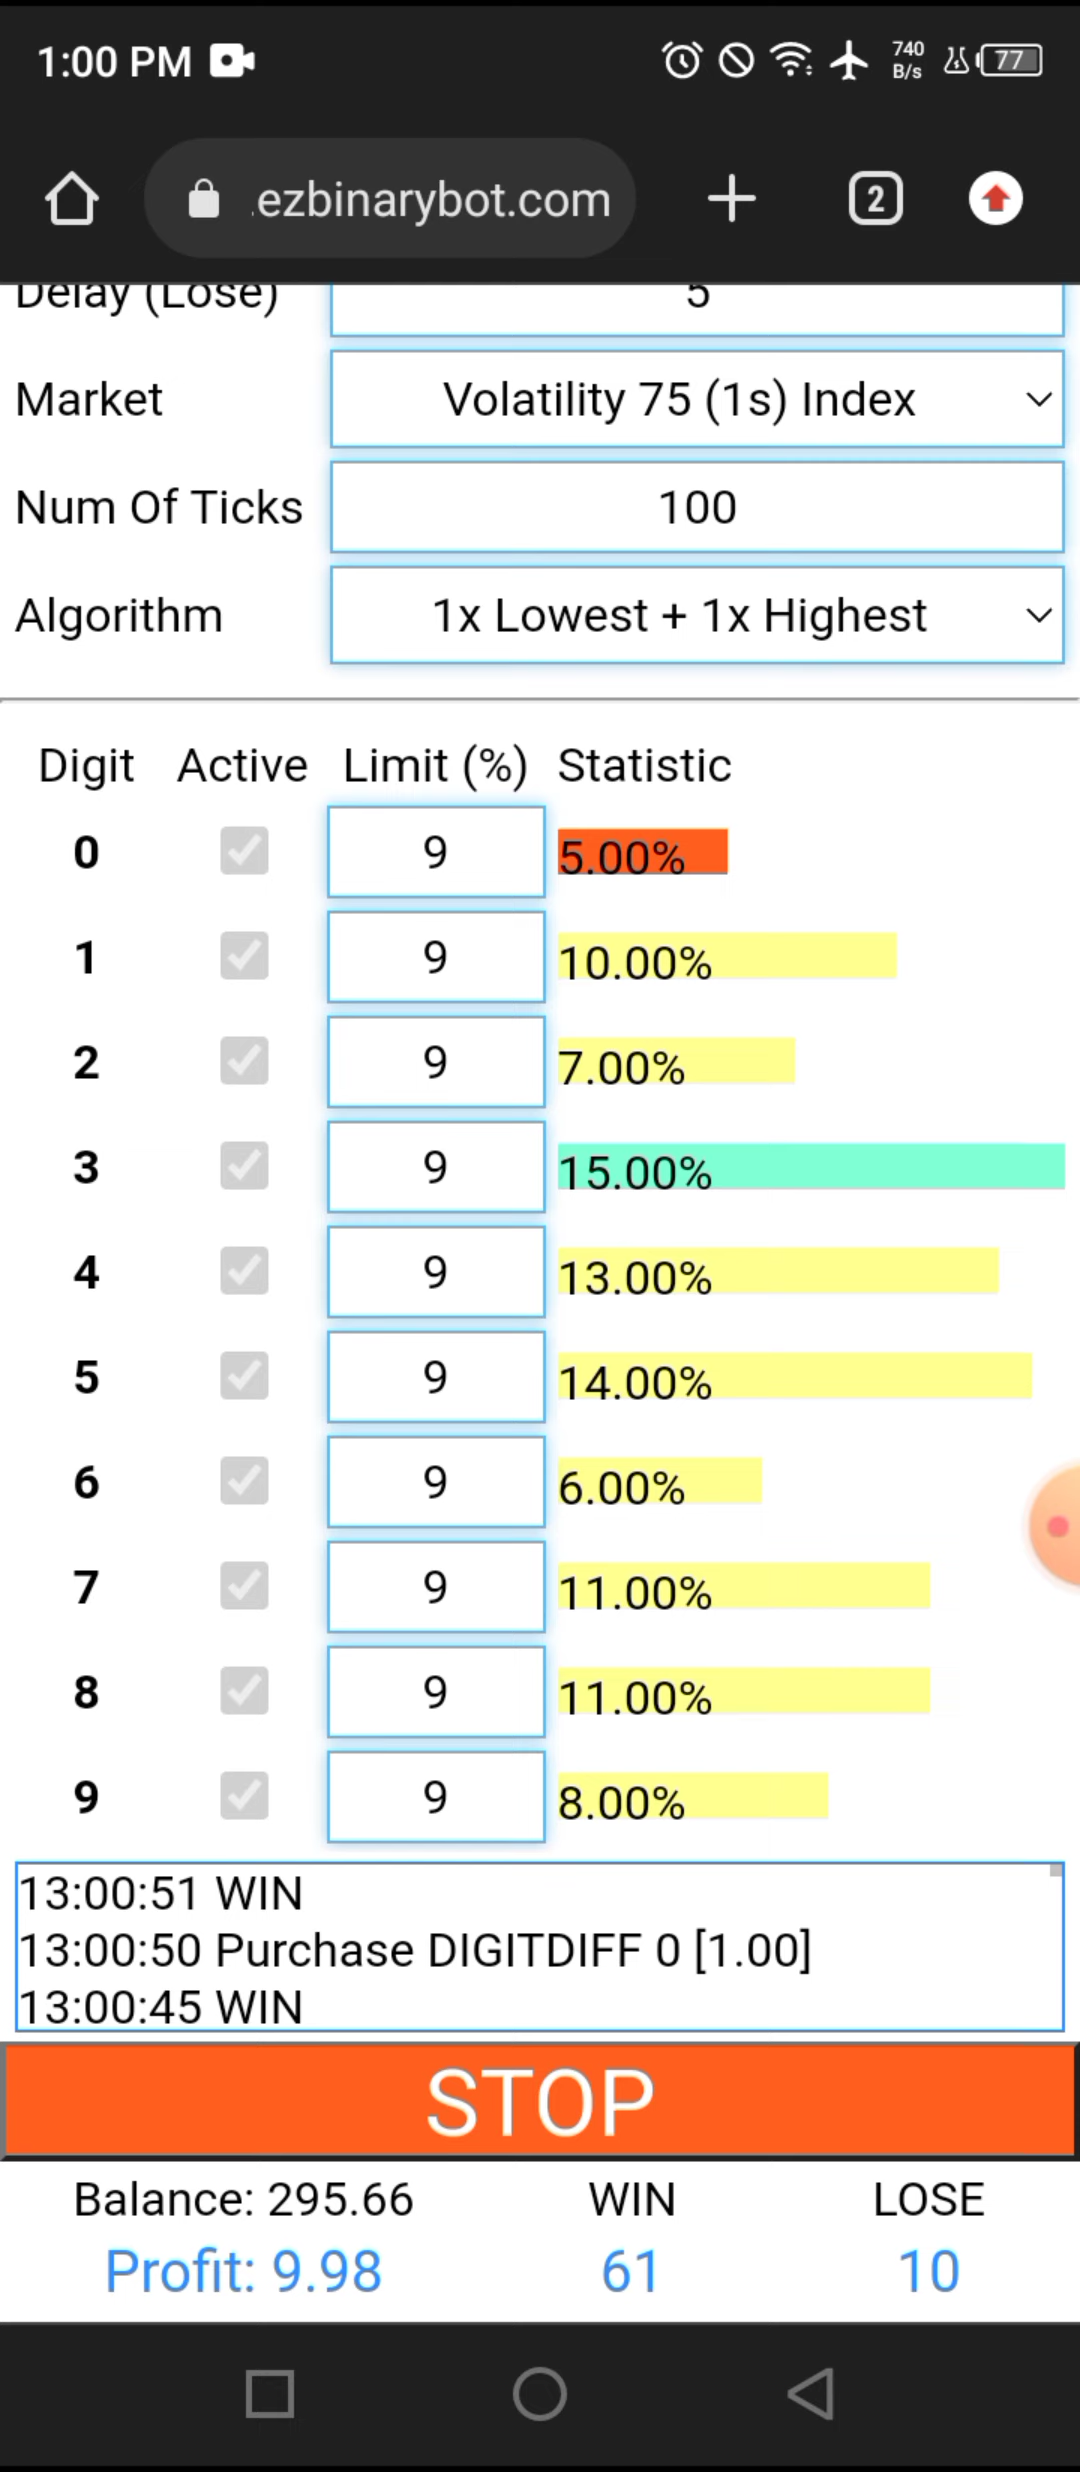 1:00 PM 740 B/s 77
.ezbinarybot.com 2
Delay (Lose) 5
Market Volatility 75 (1s) Index
Num Of Ticks 100
Algorithm 1x Lowest + 1x Highest
Digit Active Limit (%) Statistic
0 9 5.00%
1 9 10.00%
2 9 7.00%
3 9 15.00%
4 9 13.00%
5 9 14.00%
6 9 6.00%
7 9 11.00%
8 9 11.00%
9 9 8.00%
13:00:51 WIN
13:00:50 Purchase DIGITDIFF 0 [1.00]
13:00:45 WIN
STOP
Balance: 295.66 WIN LOSE
Profit: 9.98 61 10